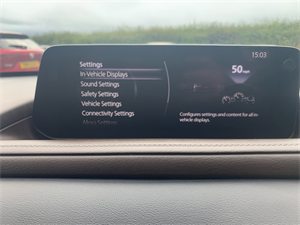 15:03
Settings
In-Vehicle Displays
Sound Settings
Safety Settings
Vehicle Settings
Connectivity Settings
50 mph
Configures settings and content for all in-
vehicle displays.